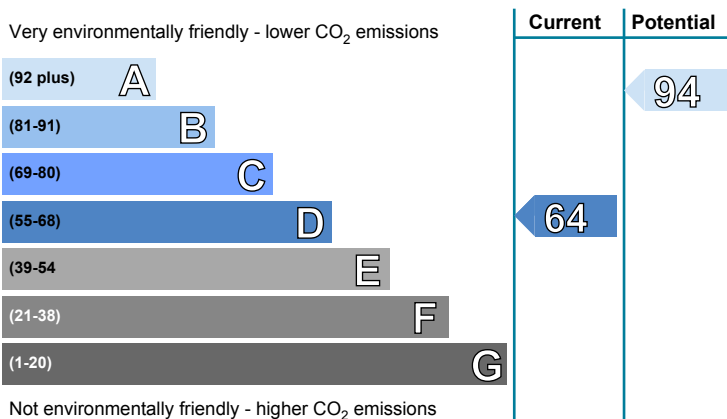 Current Potential
Very environmentally friendly - lower CO2 emissions
(92 plus) A 94
(81-91) B
(69-80) C
(55-68) D 64
(39-54 E
(21-38) F
(1-20) G
Not environmentally friendly - higher CO2 emissions